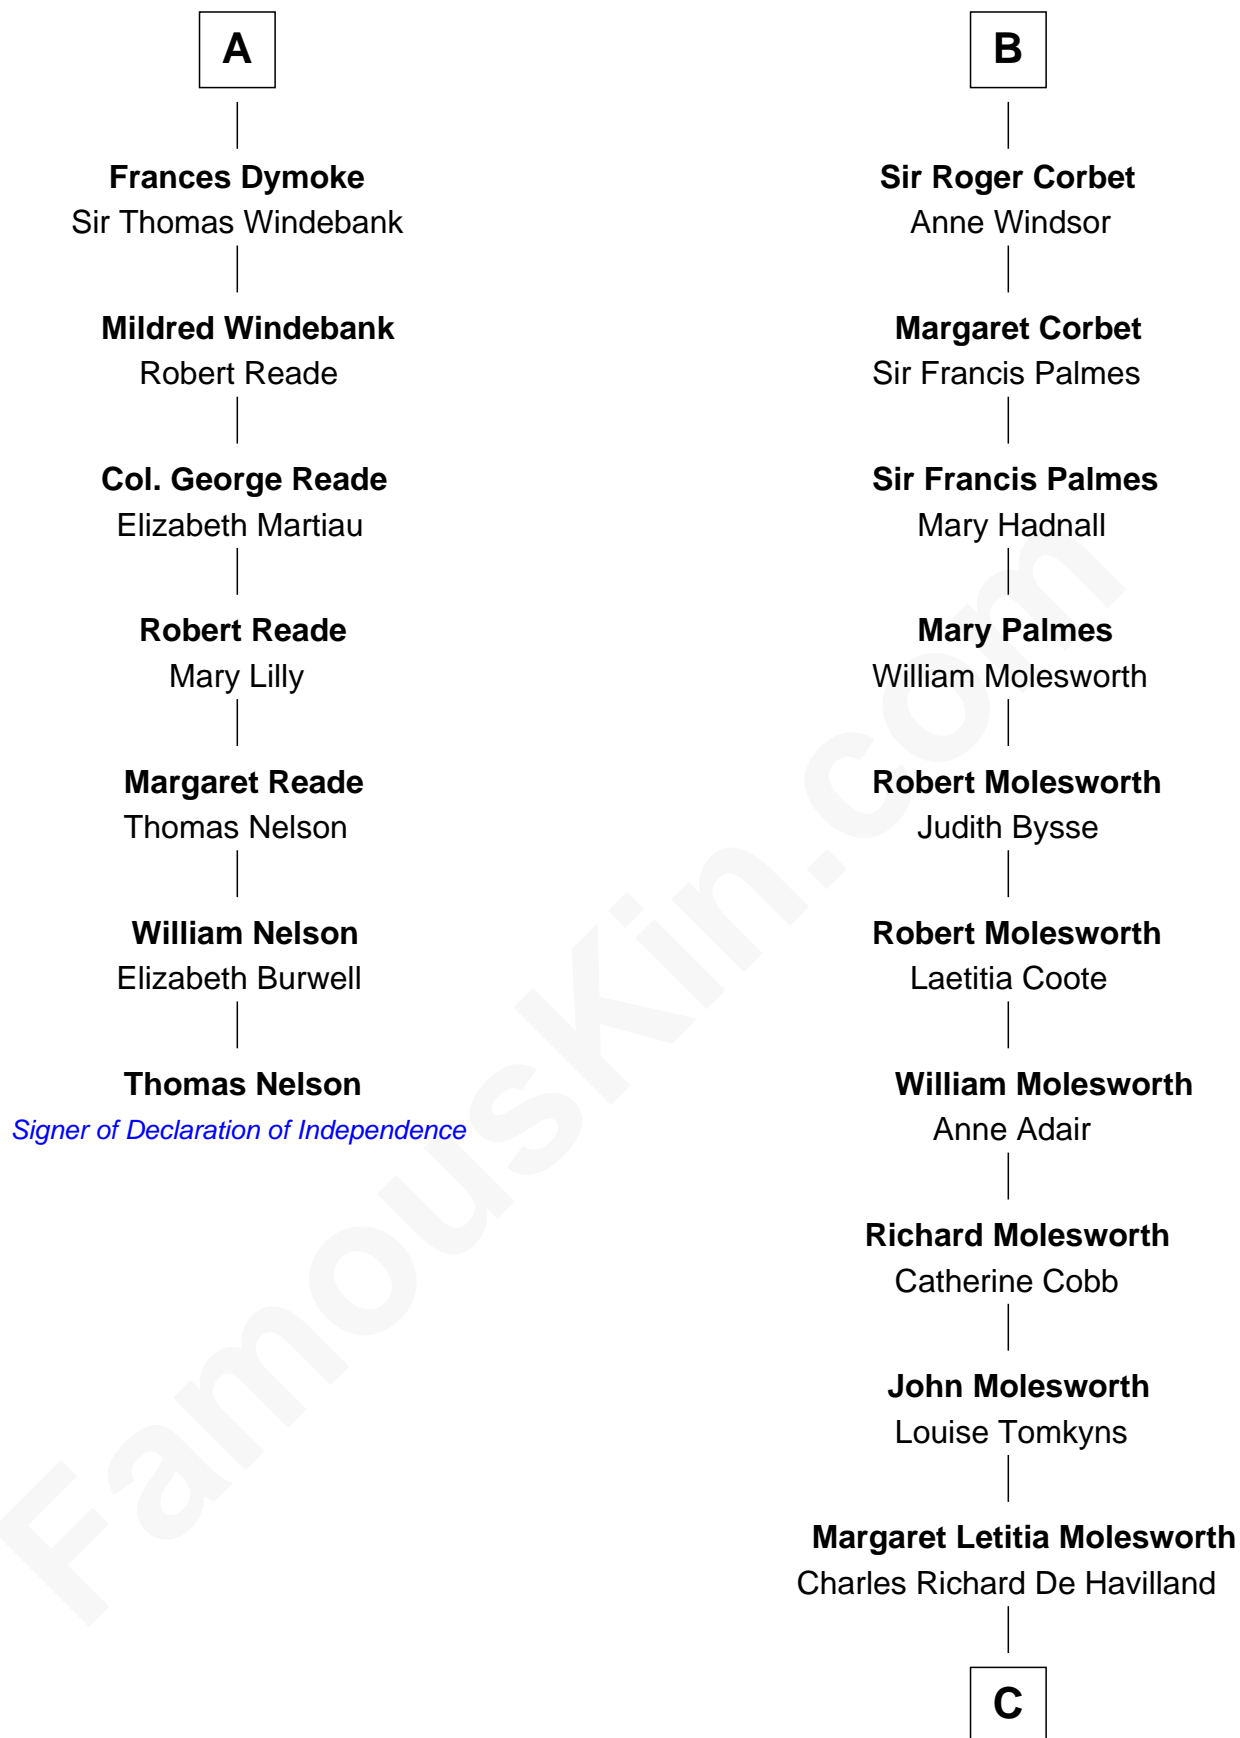 A
Frances Dymoke
Sir Thomas Windebank
Mildred Windebank
Robert Reade
Col. George Reade
Elizabeth Martiau
Robert Reade
Mary Lilly
Margaret Reade
Thomas Nelson
William Nelson
Elizabeth Burwell
Thomas Nelson
Signer of Declaration of Independence
B
Sir Roger Corbet
Anne Windsor
Margaret Corbet
Sir Francis Palmes
Sir Francis Palmes
Mary Hadnall
Mary Palmes
William Molesworth
Robert Molesworth
Judith Bysse
Robert Molesworth
Laetitia Coote
William Molesworth
Anne Adair
Richard Molesworth
Catherine Cobb
John Molesworth
Louise Tomkyns
Margaret Letitia Molesworth
Charles Richard De Havilland
C
FamousKin.com